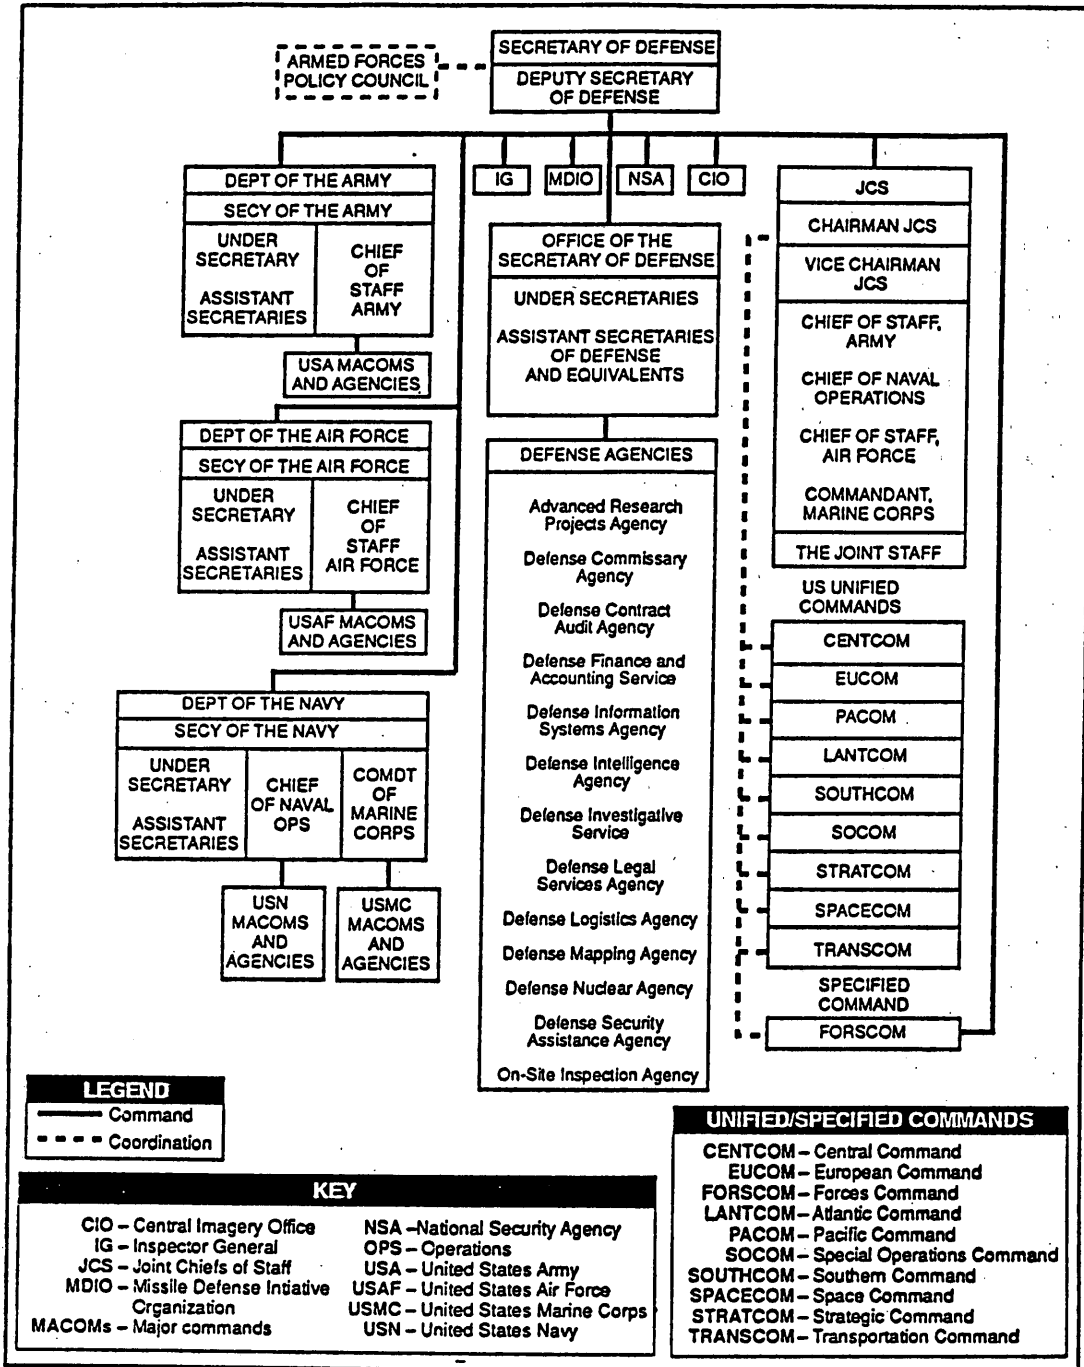 ARMED FORCES
POLICY COUNCIL
SECRETARY OF DEFENSE
DEPUTY SECRETARY
OF DEFENSE
DEPT OF THE ARMY
SECY OF THE ARMY
UNDER
SECRETARY
ASSISTANT
SECRETARIES
CHIEF
OF
STAFF
ARMY
USA MACOMS
AND AGENCIES
DEPT OF THE AIR FORCE
SECY OF THE AIR FORCE
UNDER
SECRETARY
ASSISTANT
SECRETARIES
CHIEF
OF
STAFF
AIR FORCE
USAF MACOMS
AND AGENCIES
DEPT OF THE NAVY
SECY OF THE NAVY
UNDER
SECRETARY
ASSISTANT
SECRETARIES
CHIEF
OF NAVAL
OPS
COMDT
OF
MARINE
CORPS
USN
MACOMS
AND
AGENCIES
USMC
MACOMS
AND
AGENCIES
IG
MDIO
NSA
CIO
OFFICE OF THE
SECRETARY OF DEFENSE
UNDER SECRETARIES
ASSISTANT SECRETARIES
OF DEFENSE
AND EQUIVALENTS
DEFENSE AGENCIES
Advanced Research
Projects Agency
Defense Commissary
Agency
Defense Contract
Audit Agency
Defense Finance and
Accounting Service
Defense Information
Systems Agency
Defense Intelligence
Agency
Defense Investigative
Service
Defense Legal
Services Agency
Defense Logistics Agency
Defense Mapping Agency
Defense Nuclear Agency
Defense Security
Assistance Agency
On-Site Inspection Agency
JCS
CHAIRMAN JCS
VICE CHAIRMAN
JCS
CHIEF OF STAFF,
ARMY
CHIEF OF NAVAL
OPERATIONS
CHIEF OF STAFF,
AIR FORCE
COMMANDANT,
MARINE CORPS
THE JOINT STAFF
US UNIFIED
COMMANDS
CENTCOM
EUCOM
PACOM
LANTCOM
SOUTHCOM
SOCOM
STRATCOM
SPACECOM
TRANSCOM
SPECIFIED
COMMAND
FORSCOM
LEGEND
Command
Coordination
KEY
CIO – Central Imagery Office
IG – Inspector General
JCS – Joint Chiefs of Staff
MDIO – Missile Defense Intiative
Organization
MACOMs – Major commands
NSA – National Security Agency
OPS – Operations
USA – United States Army
USAF – United States Air Force
USMC – United States Marine Corps
USN – United States Navy
UNIFIED/SPECIFIED COMMANDS
CENTCOM – Central Command
EUCOM – European Command
FORSCOM – Forces Command
LANTCOM – Atlantic Command
PACOM – Pacific Command
SOCOM – Special Operations Command
SOUTHCOM – Southern Command
SPACECOM – Space Command
STRATCOM – Strategic Command
TRANSCOM – Transportation Command